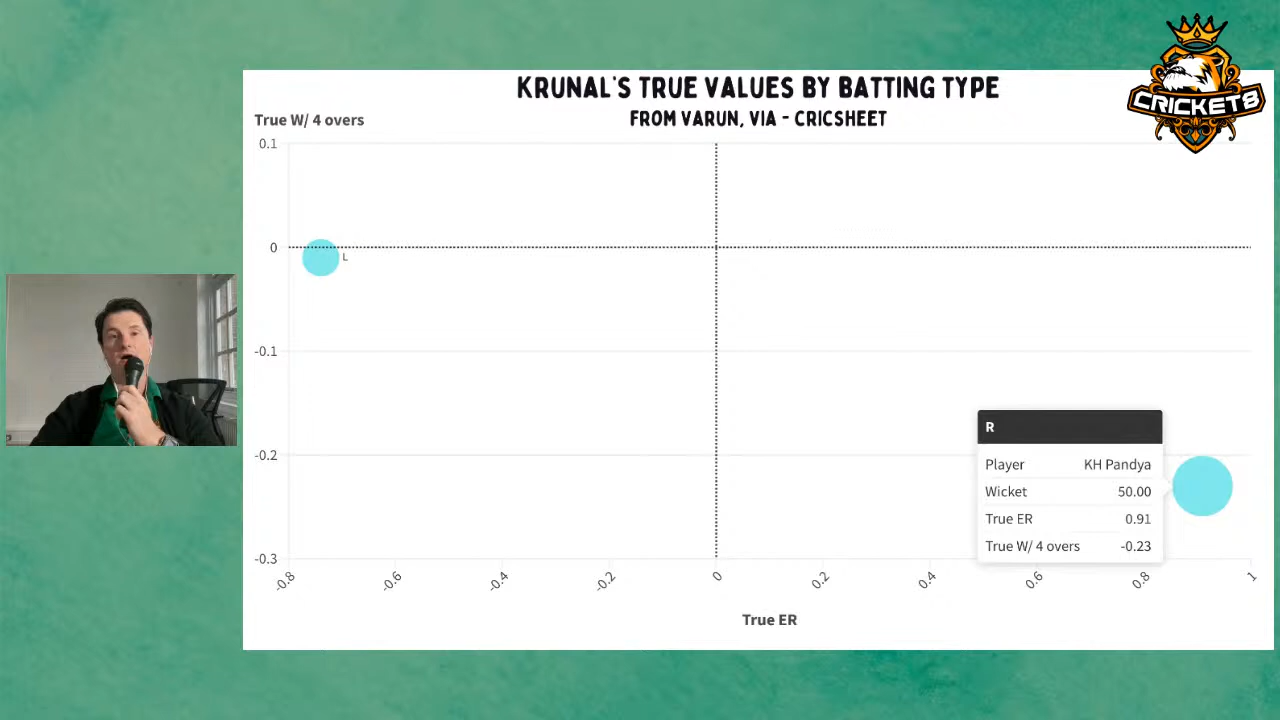 KRUNAL'S TRUE VALUES BY BATTING TYPE
FROM VARUN, VIA - CRICSHEET
CRICKET8
True W/ 4 overs
0.1
0
-0.1
-0.2
-0.3
L
R
Player KH Pandya
Wicket 50.00
True ER 0.91
True W/ 4 overs -0.23
-0.8 -0.6 -0.4 -0.2 0 0.2 0.4 0.6 0.8 1
True ER